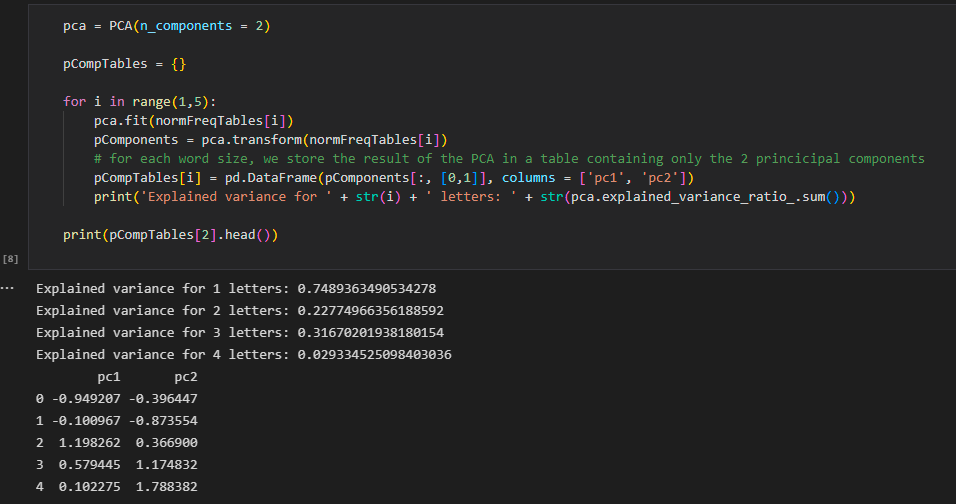 pca = PCA(n_components = 2)
pCompTables = {}
for i in range(1,5):
    pca.fit(normFreqTables[i])
    pComponents = pca.transform(normFreqTables[i])
    # for each word size, we store the result of the PCA in a table containing only the 2 princicipal components
    pCompTables[i] = pd.DataFrame(pComponents[:, [0,1]], columns = ['pc1', 'pc2'])
    print('Explained variance for ' + str(i) + ' letters: ' + str(pca.explained_variance_ratio_.sum()))
print(pCompTables[2].head())
[8]
...
Explained variance for 1 letters: 0.7489363490534278
Explained variance for 2 letters: 0.22774966356188592
Explained variance for 3 letters: 0.31670201938180154
Explained variance for 4 letters: 0.029334525098403036
        pc1       pc2
0 -0.949207 -0.396447
1 -0.100967 -0.873554
2  1.198262  0.366900
3  0.579445  1.174832
4  0.102275  1.788382